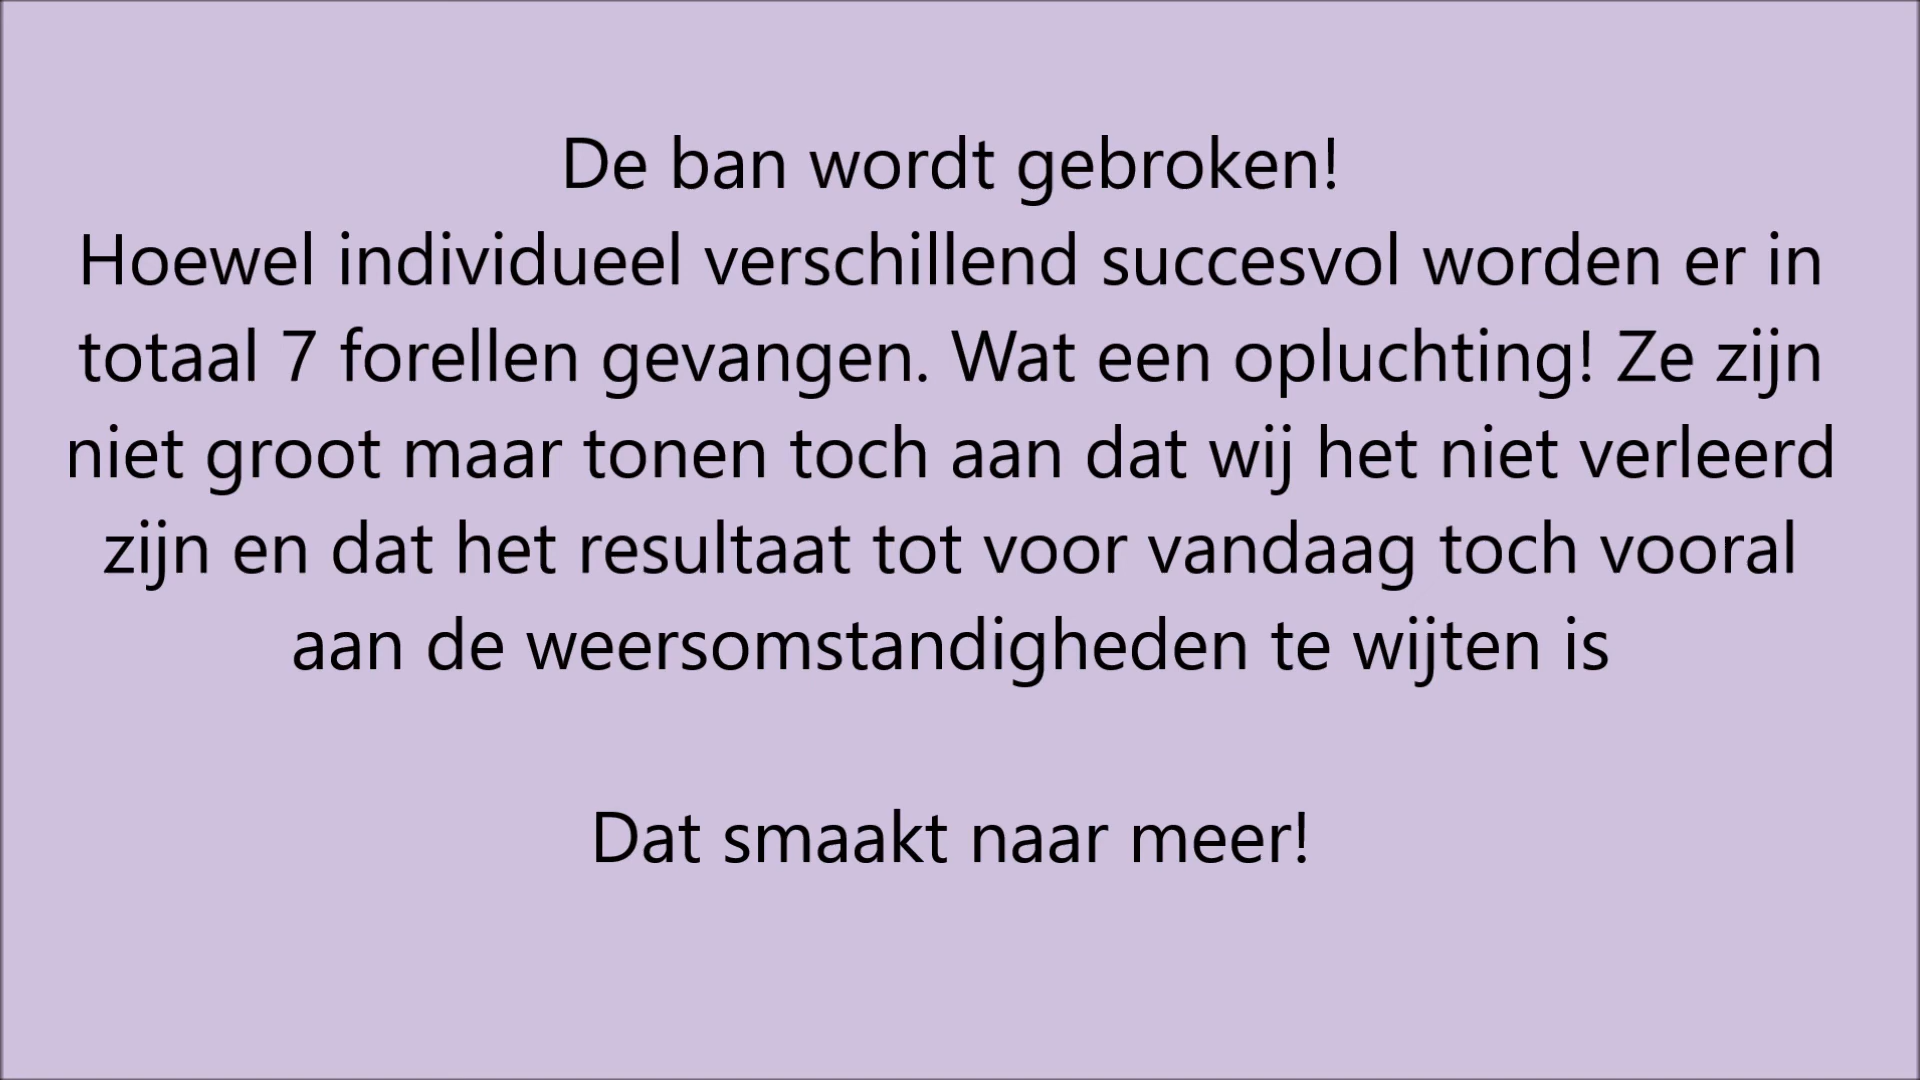 De ban wordt gebroken!
Hoewel individueel verschillend succesvol worden er in
totaal 7 forellen gevangen. Wat een opluchting! Ze zijn
niet groot maar tonen toch aan dat wij het niet verleerd
zijn en dat het resultaat tot voor vandaag toch vooral
aan de weersomstandigheden te wijten is
Dat smaakt naar meer!